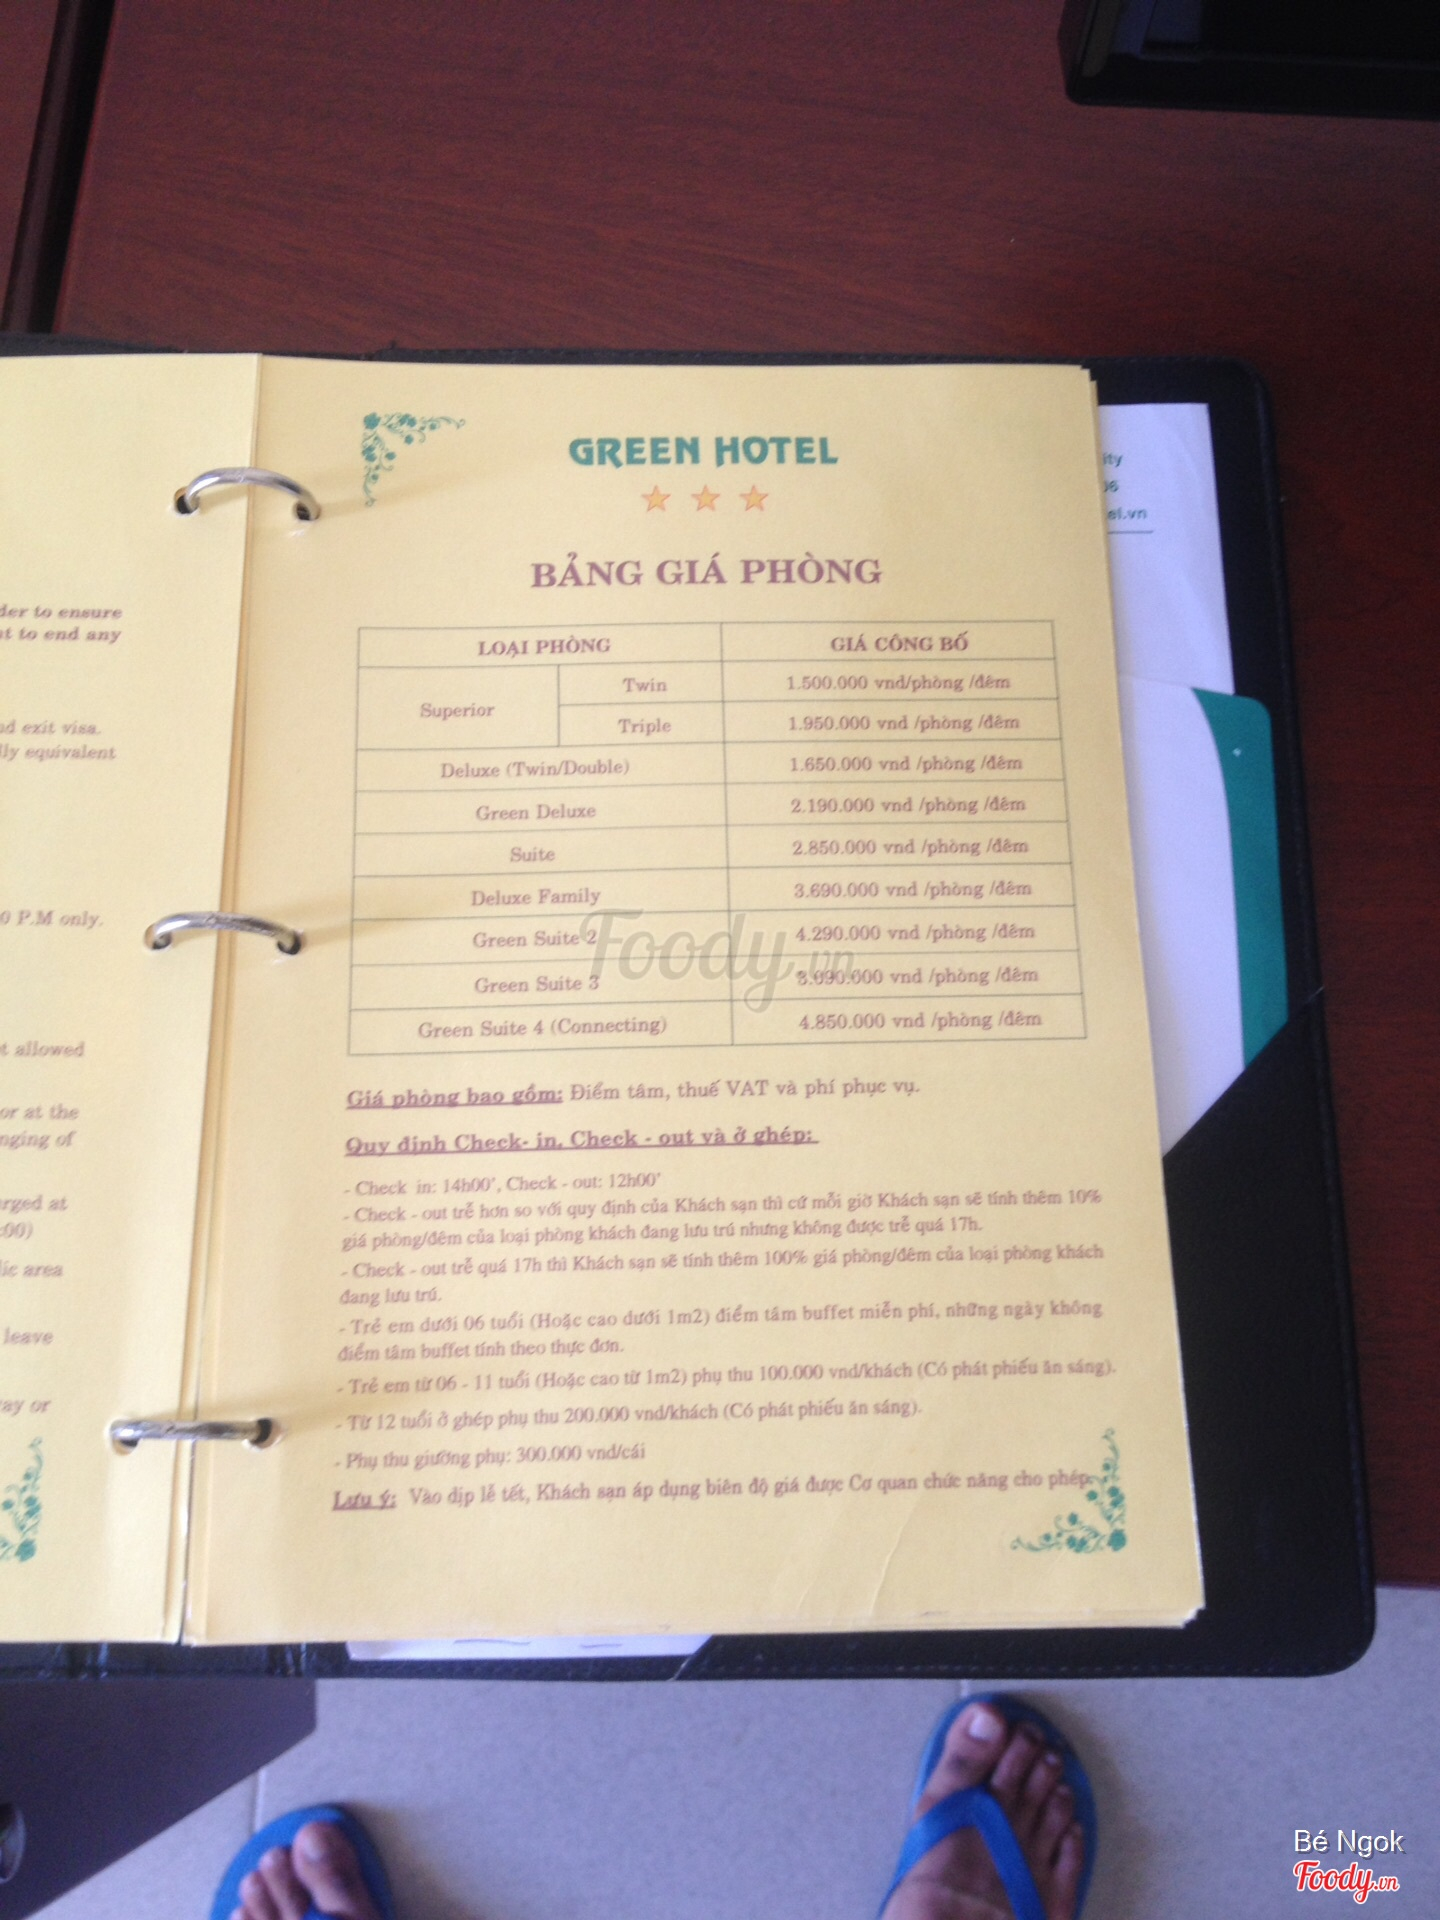 der to ensure
t to end any
d exit visa.
lly equivalent
0 P.M only.
t allowed
or at the
nging of
rged at
:00)
lic area
leave
ay or
GREEN HOTEL
BẢNG GIÁ PHÒNG
LOẠI PHÒNG GIÁ CÔNG BỐ
Superior Twin 1.500.000 vnd/phòng /đêm
Triple 1.950.000 vnd /phòng /đêm
Deluxe (Twin/Double) 1.650.000 vnd /phòng /đêm
Green Deluxe 2.190.000 vnd /phòng /đêm
Suite 2.850.000 vnd /phòng /đêm
Deluxe Family 3.690.000 vnd /phòng /đêm
Green Suite 2 4.290.000 vnd /phòng /đêm
Green Suite 3 vnd /phòng /đêm
Green Suite 4 (Connecting) 4.850.000 vnd /phòng /đêm
Foody.vn
Giá phòng bao gồm: Điểm tâm, thuế VAT và phí phục vụ.
Quy định Check- in, Check - out và ở ghép:
- Check in: 14h00', Check - out: 12h00'
- Check - out trễ hơn so với quy định của Khách sạn thì cứ mỗi giờ Khách sạn sẽ tính thêm 10%
giá phòng/đêm của loại phòng khách đang lưu trú nhưng không được trễ quá 17h.
- Check - out trễ quá 17h thì Khách sạn sẽ tính thêm 100% giá phòng/đêm của loại phòng khách
đang lưu trú.
- Trẻ em dưới 06 tuổi (Hoặc cao dưới 1m2) điểm tâm buffet miễn phí, những ngày không
điểm tâm buffet tính theo thực đơn.
- Trẻ em từ 06 - 11 tuổi (Hoặc cao từ 1m2) phụ thu 100.000 vnd/khách (Có phát phiếu ăn sáng).
- Từ 12 tuổi ở ghép phụ thu 200.000 vnd/khách (Có phát phiếu ăn sáng).
- Phụ thu giường phụ: 300.000 vnd/cái
Lưu ý: Vào dịp lễ tết, Khách sạn áp dụng biên độ giá được Cơ quan chức năng cho phép.
ity
06
el.vn
Bé Ngok
Foody.vn